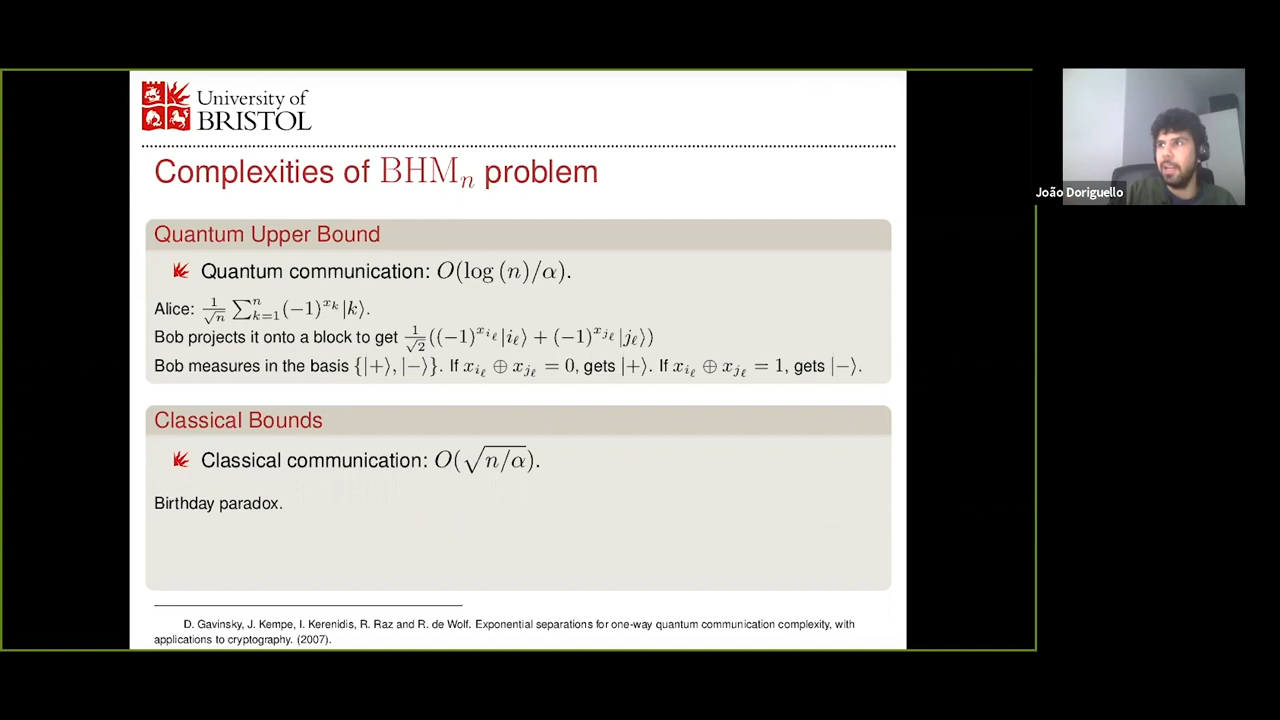 University of
BRISTOL
Complexities of BHMₙ problem
Quantum Upper Bound
Quantum communication: O(log (n)/α).
Alice: 1/√n ∑ₖ₌₁ⁿ (−1)^{x_k}|k⟩.
Bob projects it onto a block to get 1/√2((−1)^{x_{i_ℓ}}|i_ℓ⟩ + (−1)^{x_{j_ℓ}}|j_ℓ⟩)
Bob measures in the basis {|+⟩, |−⟩}. If x_{i_ℓ} ⊕ x_{j_ℓ} = 0, gets |+⟩. If x_{i_ℓ} ⊕ x_{j_ℓ} = 1, gets |−⟩.
Classical Bounds
Classical communication: O(√(n/α)).
Birthday paradox.
D. Gavinsky, J. Kempe, I. Kerenidis, R. Raz and R. de Wolf. Exponential separations for one-way quantum communication complexity, with
applications to cryptography. (2007).
João Doriguello